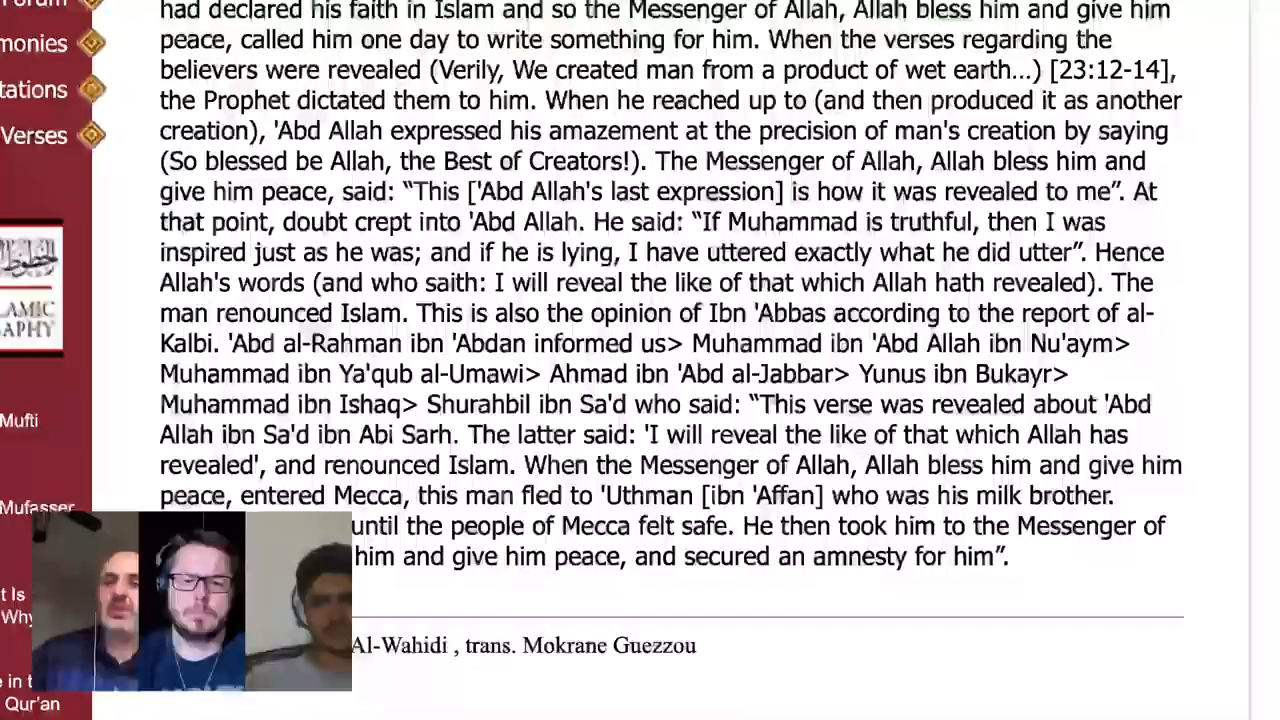 Forum
monies
tations
Verses
LAMIC
RAPHY
Mufti
Mufasser
t Is
Why
e in t
Qur'an
had declared his faith in Islam and so the Messenger of Allah, Allah bless him and give him
peace, called him one day to write something for him. When the verses regarding the
believers were revealed (Verily, We created man from a product of wet earth…) [23:12-14],
the Prophet dictated them to him. When he reached up to (and then produced it as another
creation), 'Abd Allah expressed his amazement at the precision of man's creation by saying
(So blessed be Allah, the Best of Creators!). The Messenger of Allah, Allah bless him and
give him peace, said: “This ['Abd Allah's last expression] is how it was revealed to me”. At
that point, doubt crept into 'Abd Allah. He said: “If Muhammad is truthful, then I was
inspired just as he was; and if he is lying, I have uttered exactly what he did utter”. Hence
Allah's words (and who saith: I will reveal the like of that which Allah hath revealed). The
man renounced Islam. This is also the opinion of Ibn 'Abbas according to the report of al-
Kalbi. 'Abd al-Rahman ibn 'Abdan informed us> Muhammad ibn 'Abd Allah ibn Nu'aym>
Muhammad ibn Ya'qub al-Umawi> Ahmad ibn 'Abd al-Jabbar> Yunus ibn Bukayr>
Muhammad ibn Ishaq> Shurahbil ibn Sa'd who said: “This verse was revealed about 'Abd
Allah ibn Sa'd ibn Abi Sarh. The latter said: 'I will reveal the like of that which Allah has
revealed', and renounced Islam. When the Messenger of Allah, Allah bless him and give him
peace, entered Mecca, this man fled to 'Uthman [ibn 'Affan] who was his milk brother.
until the people of Mecca felt safe. He then took him to the Messenger of
him and give him peace, and secured an amnesty for him”.
Al-Wahidi , trans. Mokrane Guezzou